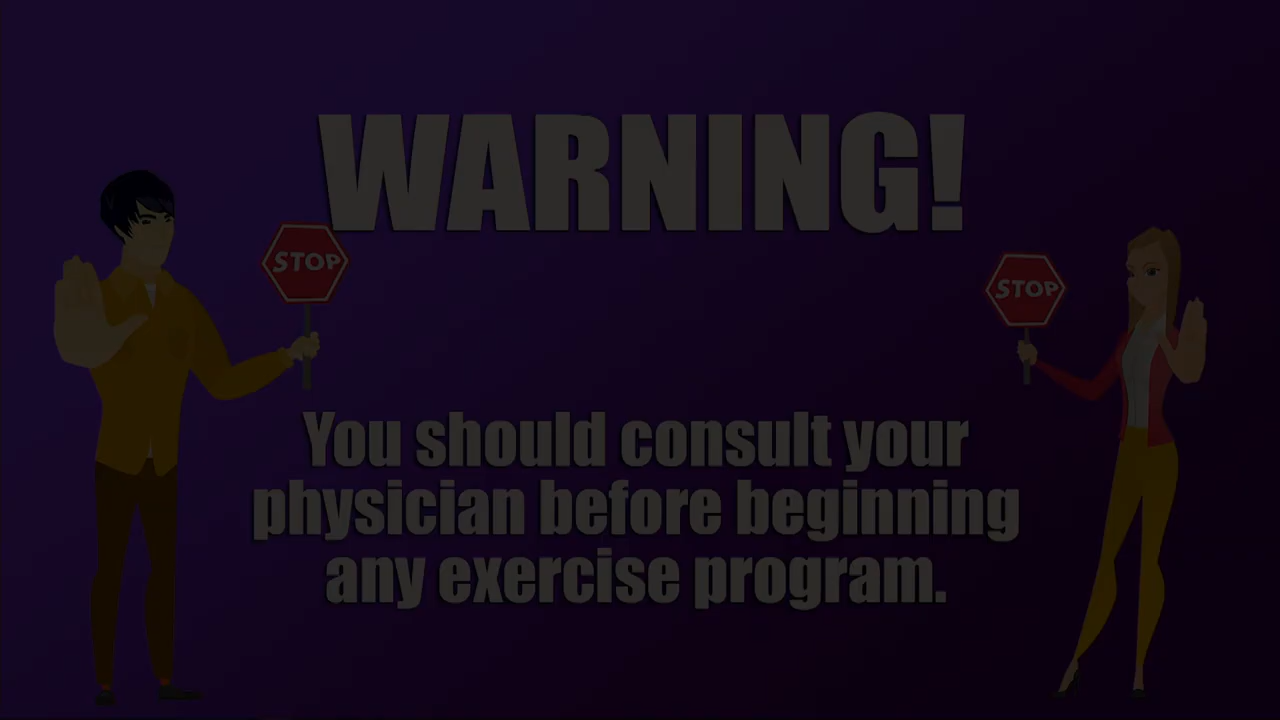 WARNING!
STOP
STOP
You should consult your
physician before beginning
any exercise program.